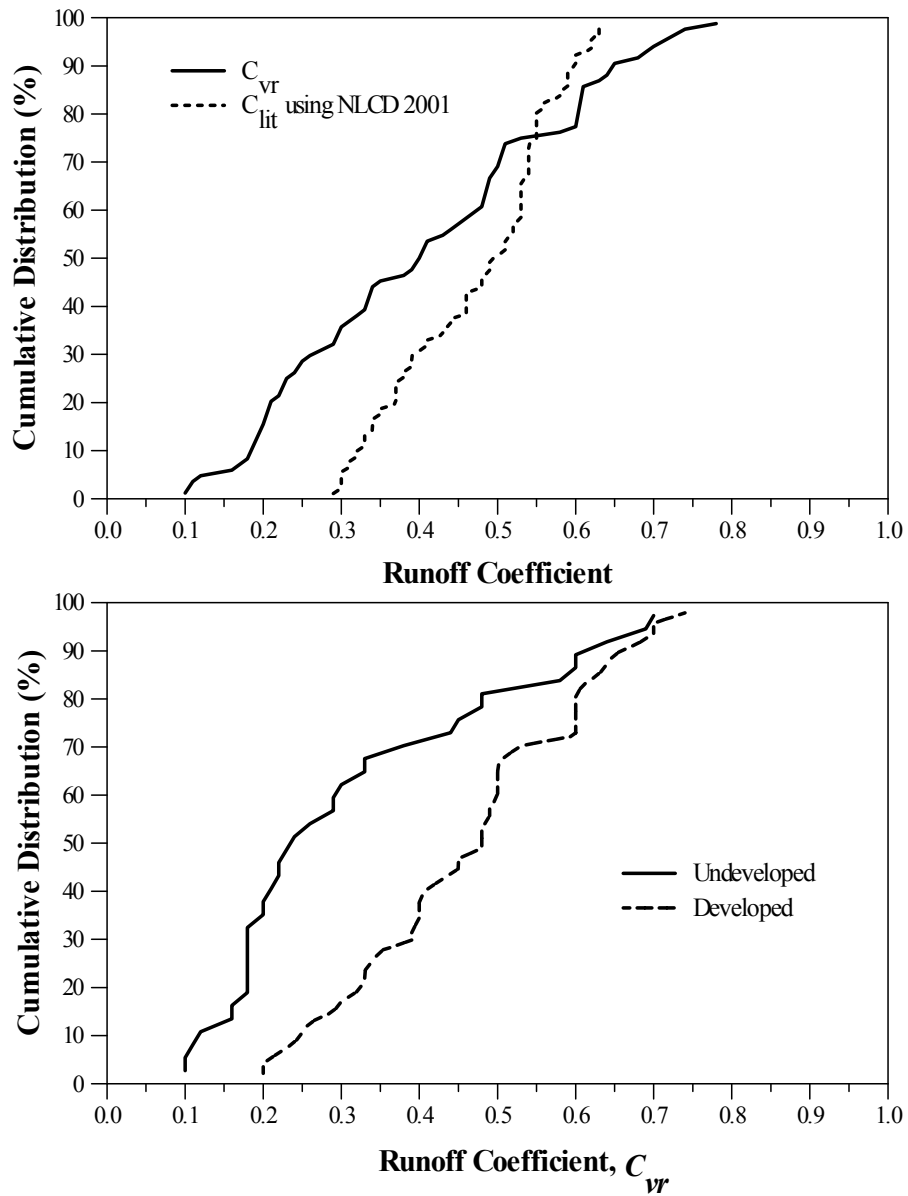 Cumulative Distribution (%)
100
90
80
70
60
50
40
30
20
10
0
C_vr
C_lit using NLCD 2001
0.0 0.1 0.2 0.3 0.4 0.5 0.6 0.7 0.8 0.9 1.0
Runoff Coefficient
Cumulative Distribution (%)
100
90
80
70
60
50
40
30
20
10
0
Undeveloped
Developed
0.0 0.1 0.2 0.3 0.4 0.5 0.6 0.7 0.8 0.9 1.0
Runoff Coefficient, C_vr